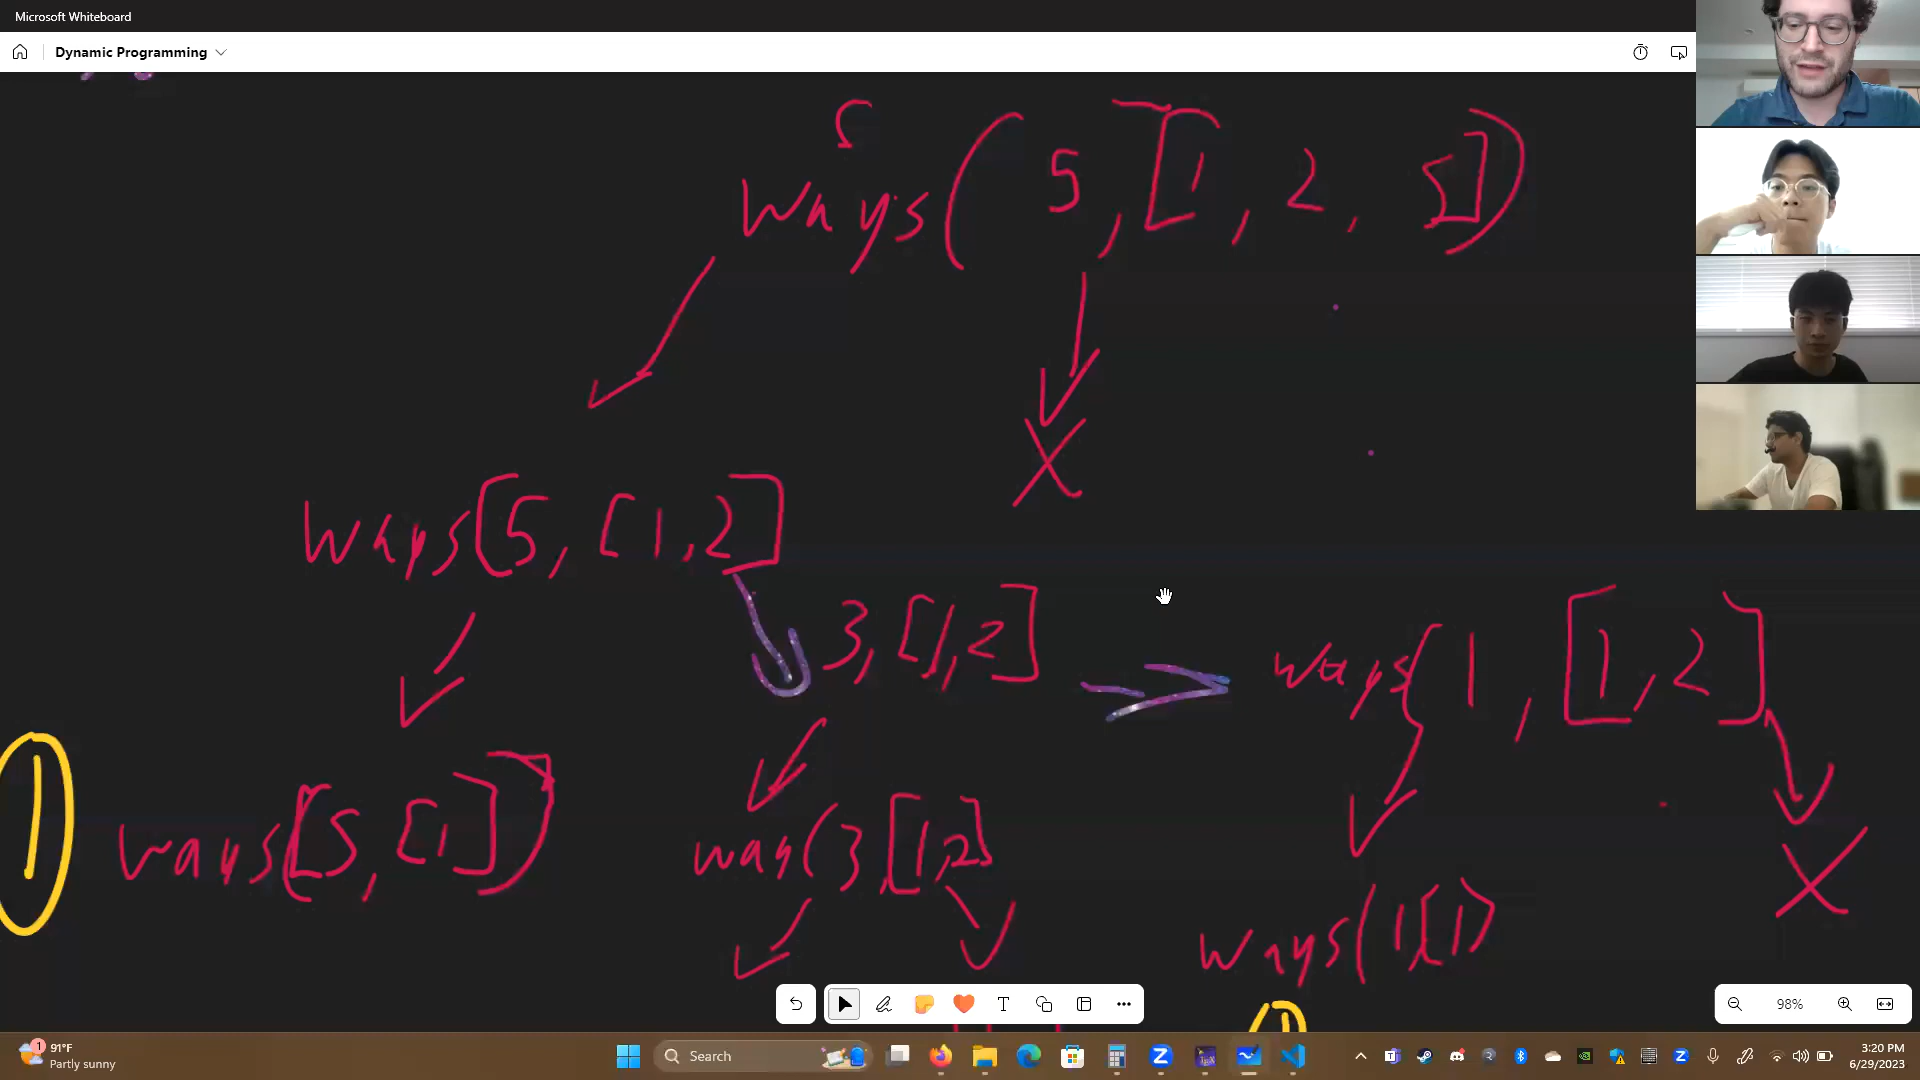 Microsoft Whiteboard
Dynamic Programming
5
ways( 5, [1, 2, 5])
X
ways[5, [1,2]
3, [1,2]
ways( 1, [1,2]
ways[5, [1])
way(3,[1,2]
X
1
ways(1,[1)
T
98%
1
91°F
Partly sunny
Search
3:20 PM
6/29/2023